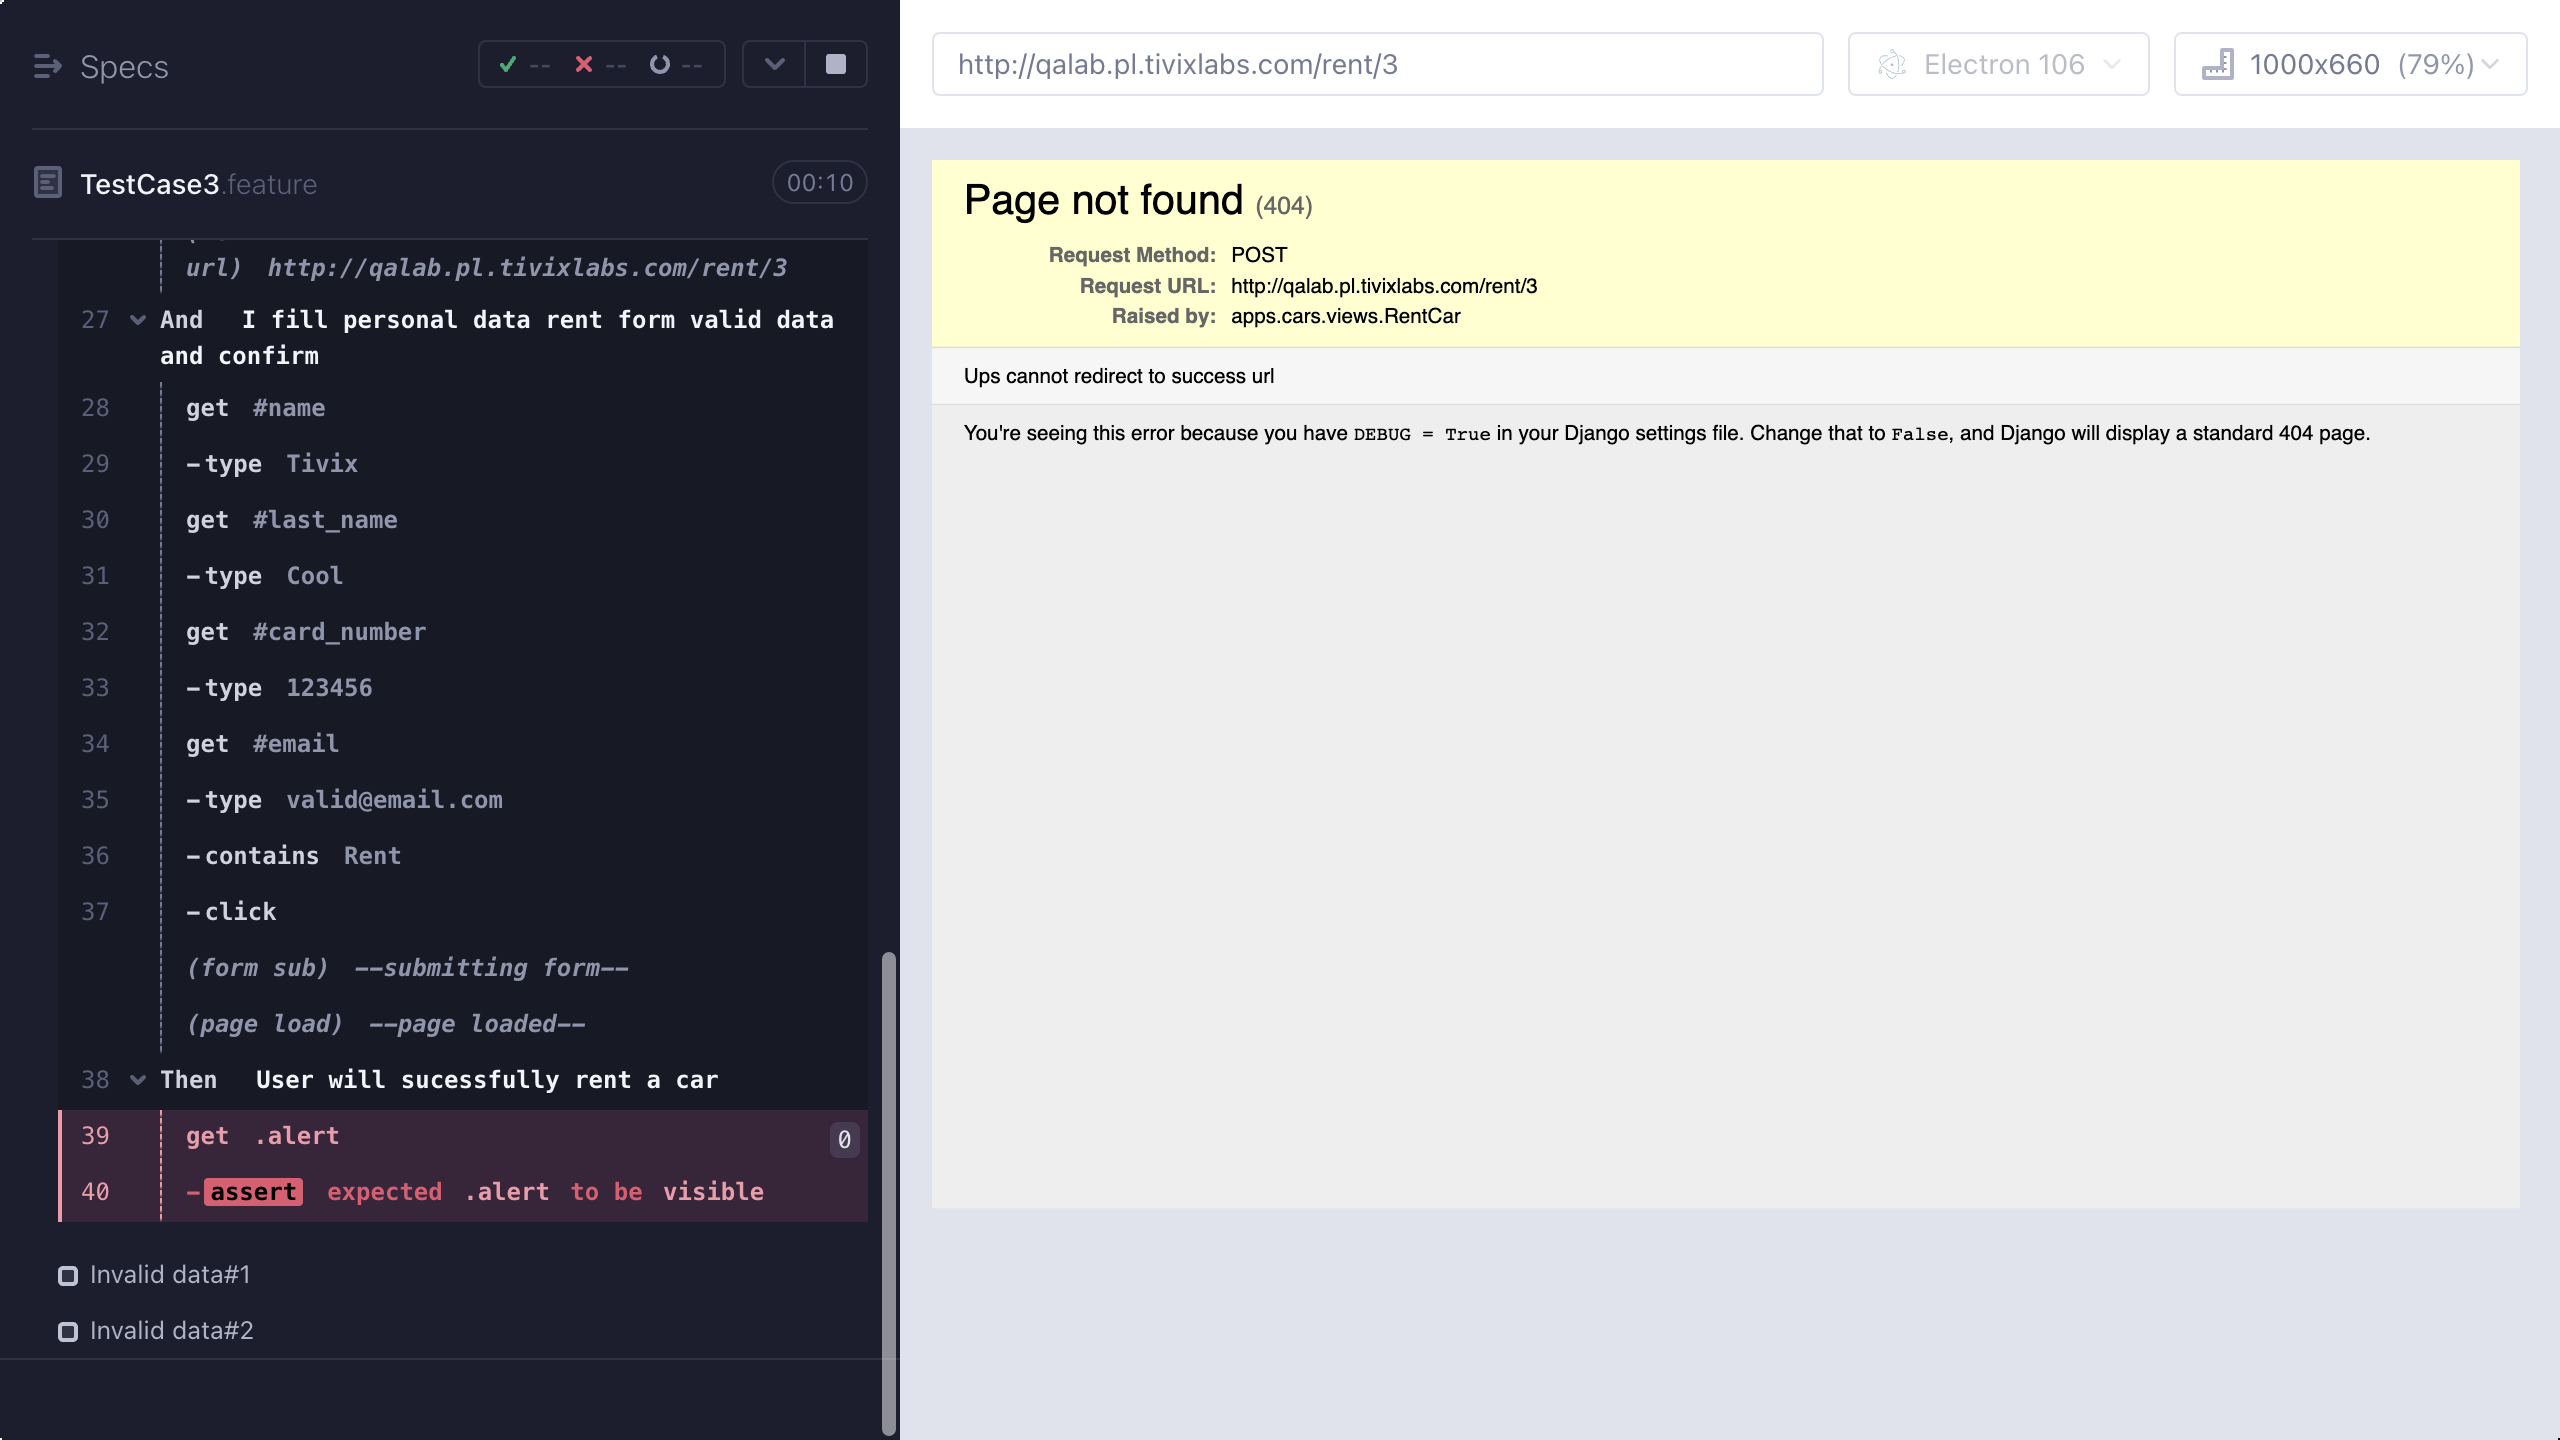 Specs
-- -- --
TestCase3.feature
00:10
url) http://qalab.pl.tivixlabs.com/rent/3
27 And I fill personal data rent form valid data
and confirm
28 get #name
29 -type Tivix
30 get #last_name
31 -type Cool
32 get #card_number
33 -type 123456
34 get #email
35 -type valid@email.com
36 -contains Rent
37 -click
(form sub) --submitting form--
(page load) --page loaded--
38 Then User will sucessfully rent a car
39 get .alert 0
40 -assert expected .alert to be visible
Invalid data#1
Invalid data#2
http://qalab.pl.tivixlabs.com/rent/3
Electron 106
1000x660 (79%)
Page not found (404)
Request Method: POST
Request URL: http://qalab.pl.tivixlabs.com/rent/3
Raised by: apps.cars.views.RentCar
Ups cannot redirect to success url
You're seeing this error because you have DEBUG = True in your Django settings file. Change that to False, and Django will display a standard 404 page.